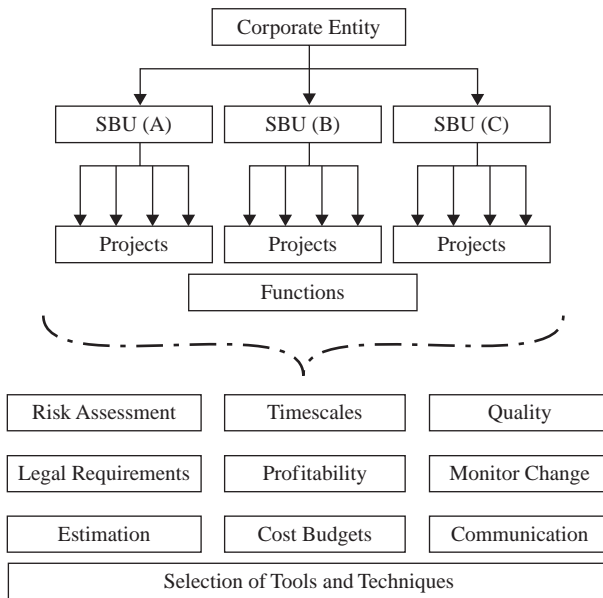 Corporate Entity
SBU (A) SBU (B) SBU (C)
Projects Projects Projects
Functions
Risk Assessment Timescales Quality
Legal Requirements Profitability Monitor Change
Estimation Cost Budgets Communication
Selection of Tools and Techniques